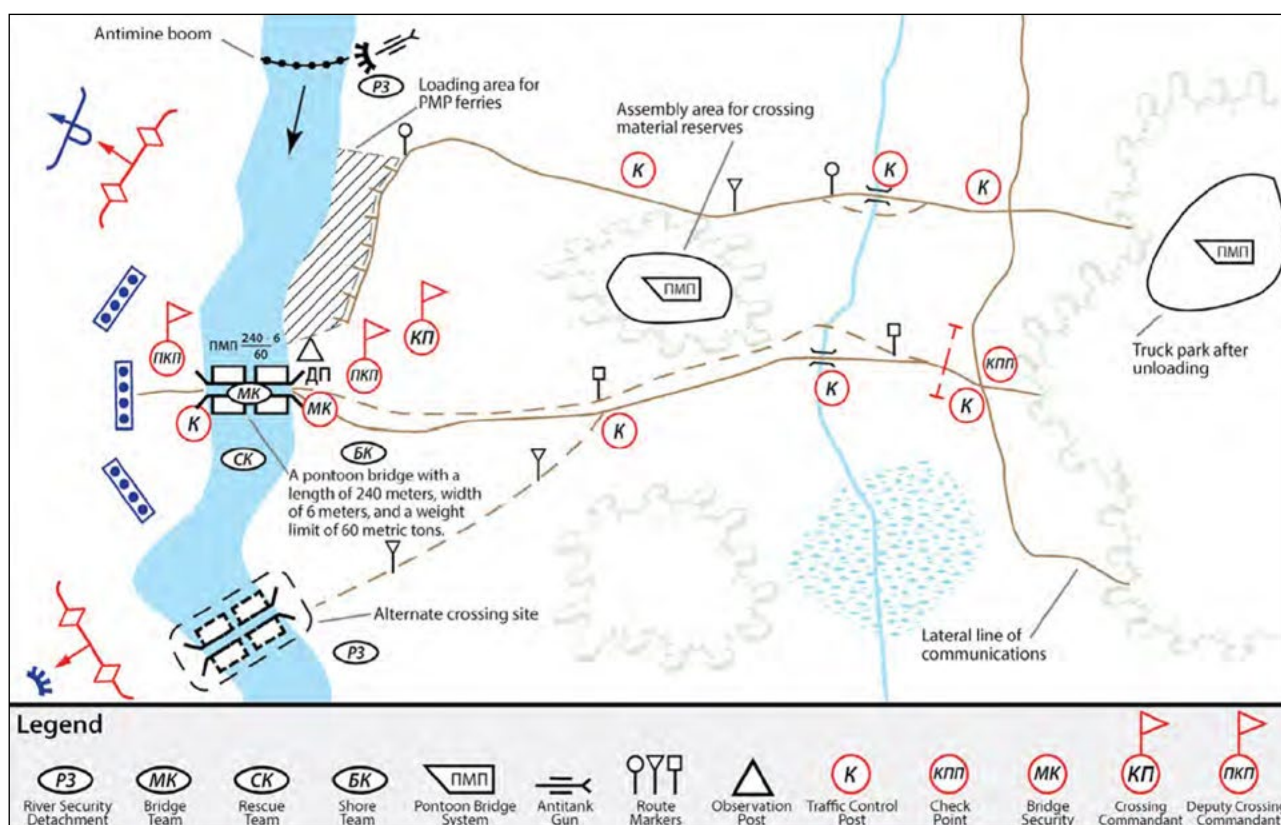 Antimine boom
РЗ
Loading area for
PMP ferries
Assembly area for crossing
material reserves
К
К
К
ПМП
ПМП
Truck park after
unloading
ПКП
КП
ПКП
ПМП 240 - 6
60
ДП
МК
МК
К
КПП
К
К
К
СК
БК
A pontoon bridge with a
length of 240 meters, width
of 6 meters, and a weight
limit of 60 metric tons.
Alternate crossing site
РЗ
Lateral line of
communications
Legend
РЗ
МК
СК
БК
ПМП
К
КПП
МК
КП
ПКП
River Security
Detachment
Bridge
Team
Rescue
Team
Shore
Team
Pontoon Bridge
System
Antitank
Gun
Route
Markers
Observation
Post
Traffic Control
Post
Check
Point
Bridge
Security
Crossing
Commandant
Deputy Crossing
Commandant